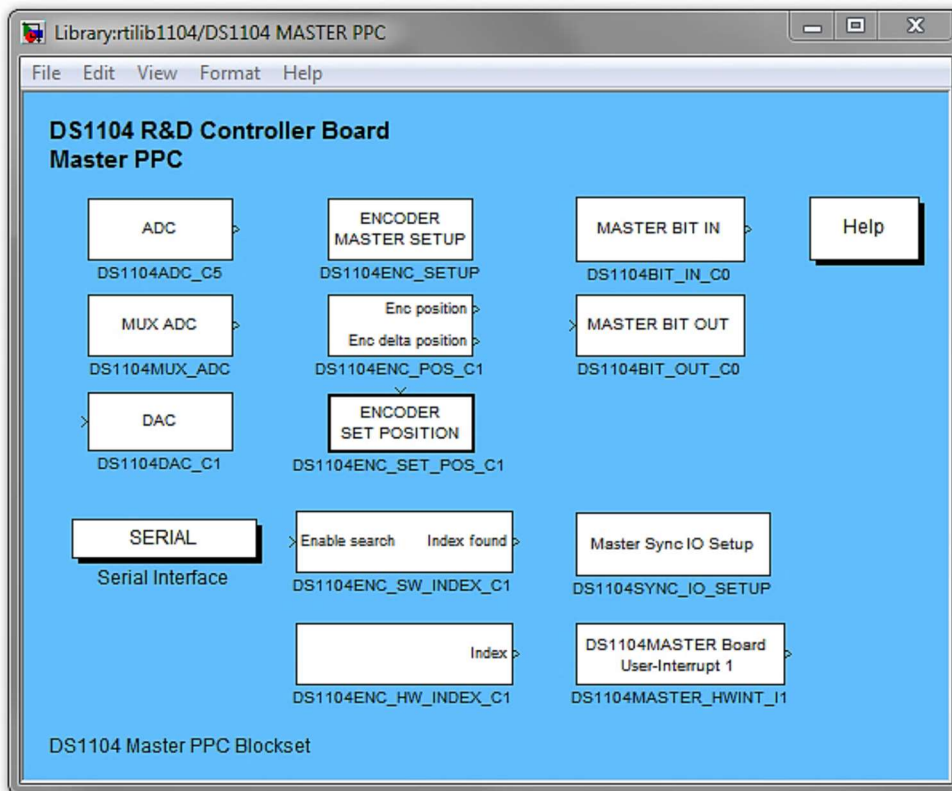 Library:rtilib1104/DS1104 MASTER PPC
File Edit View Format Help
DS1104 R&D Controller Board
Master PPC
ADC
DS1104ADC_C5
ENCODER
MASTER SETUP
DS1104ENC_SETUP
MASTER BIT IN
DS1104BIT_IN_C0
Help
MUX ADC
DS1104MUX_ADC
Enc position
Enc delta position
DS1104ENC_POS_C1
MASTER BIT OUT
DS1104BIT_OUT_C0
DAC
DS1104DAC_C1
ENCODER
SET POSITION
DS1104ENC_SET_POS_C1
SERIAL
Serial Interface
Enable search Index found
DS1104ENC_SW_INDEX_C1
Master Sync IO Setup
DS1104SYNC_IO_SETUP
Index
DS1104ENC_HW_INDEX_C1
DS1104MASTER Board
User-Interrupt 1
DS1104MASTER_HWINT_I1
DS1104 Master PPC Blockset